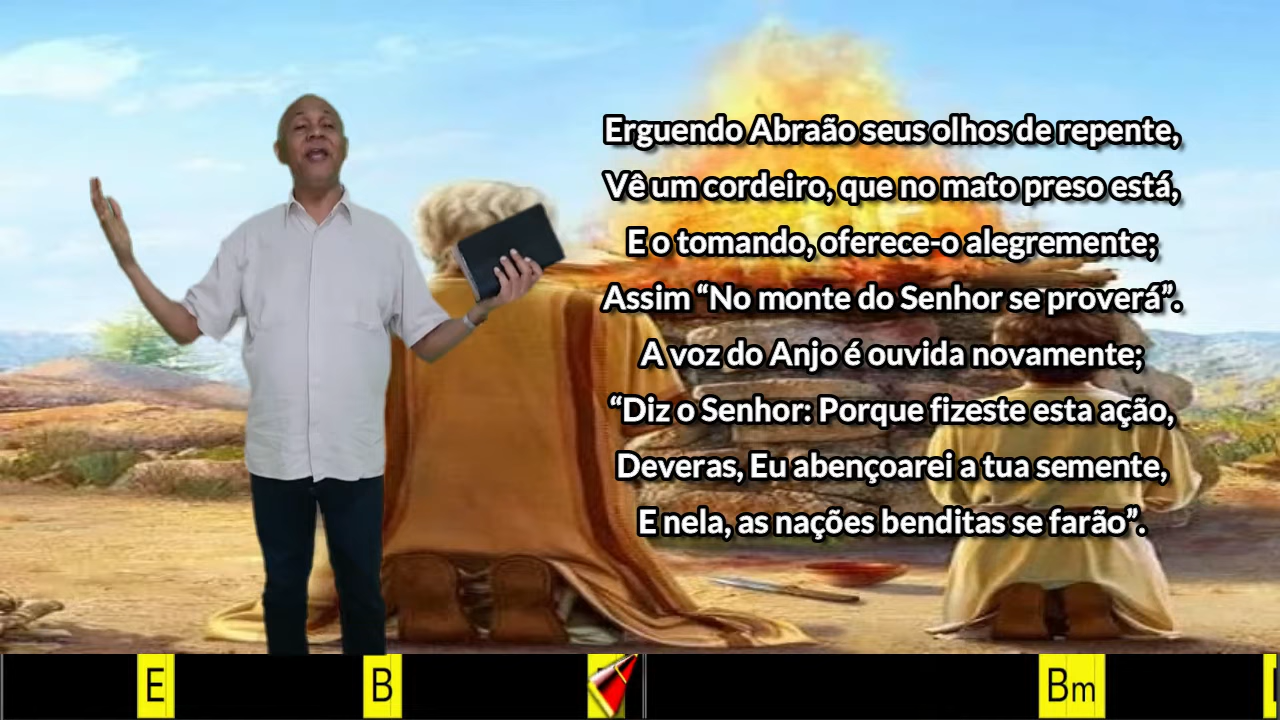 Erguendo Abraão seus olhos de repente,
Vê um cordeiro, que no mato preso está,
E o tomando, oferece-o alegremente;
Assim “No monte do Senhor se proverá”.
A voz do Anjo é ouvida novamente;
“Diz o Senhor: Porque fizeste esta ação,
Deveras, Eu abençoarei a tua semente,
E nela, as nações benditas se farão”.
E B Bm